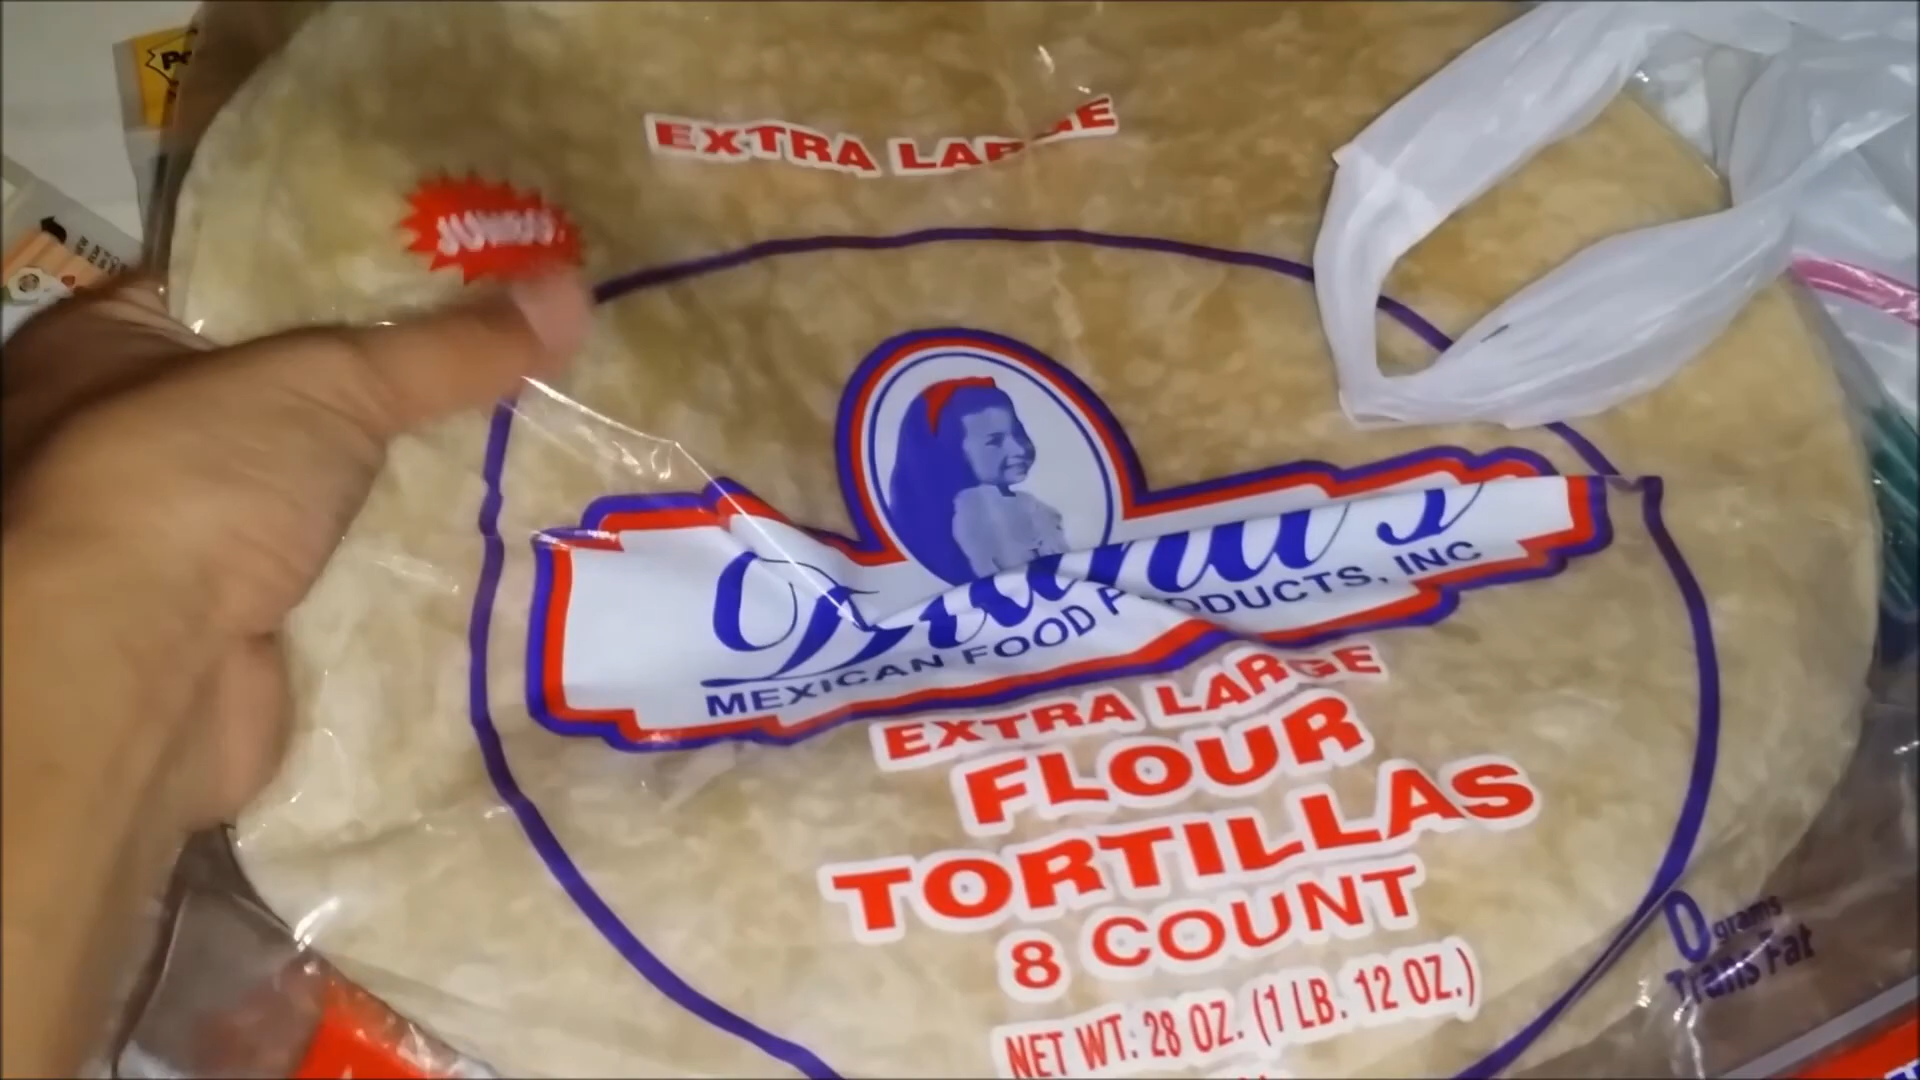 EXTRA LARGE
JUMBO!
Diana's
MEXICAN FOOD PRODUCTS, INC
EXTRA LARGE
FLOUR
TORTILLAS
8 COUNT
NET WT: 28 OZ. (1 LB. 12 OZ.)
0 grams
Trans Fat